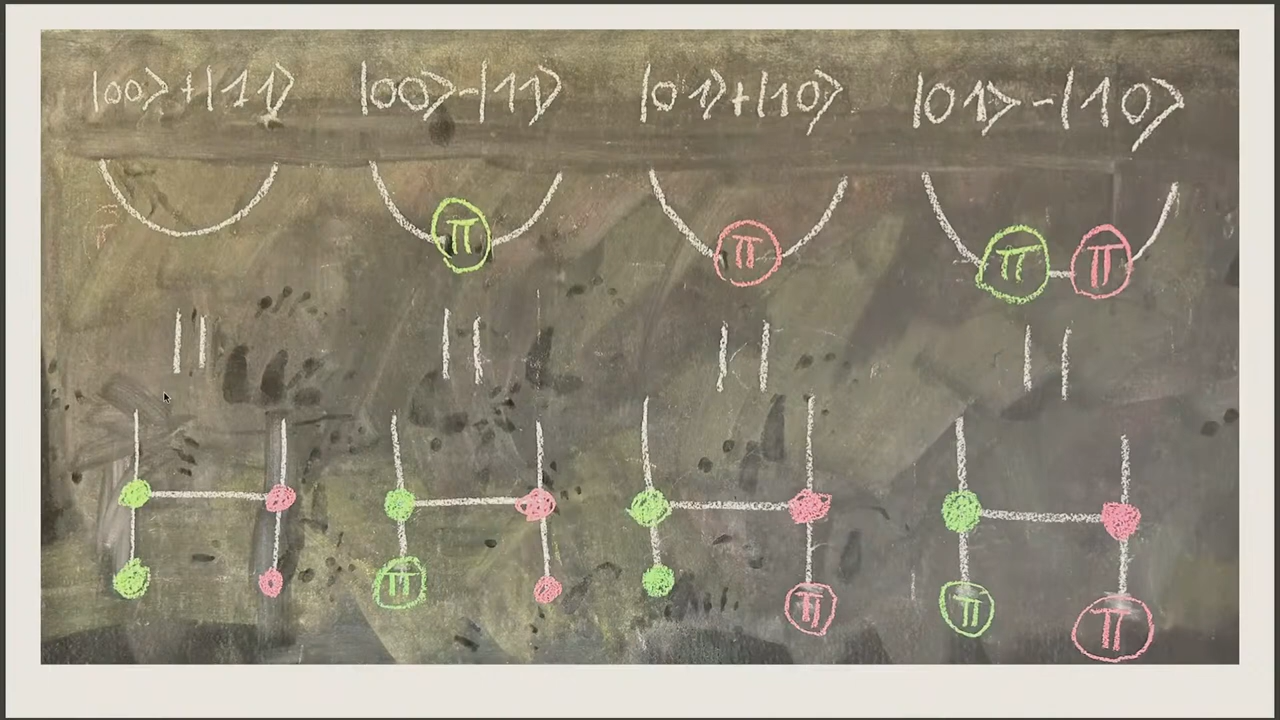 |00⟩+|11⟩ |00⟩-|11⟩ |01⟩+|10⟩ |01⟩-|10⟩
π π π π
π
π
π π